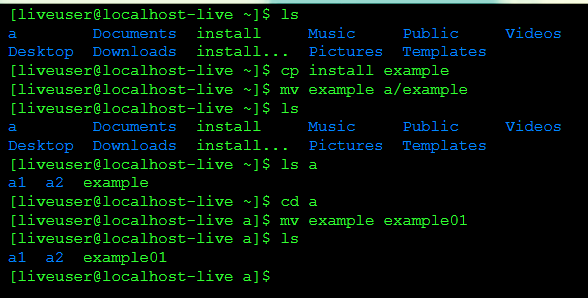 [liveuser@localhost-live ~]$ ls
a Documents install Music Public Videos
Desktop Downloads install... Pictures Templates
[liveuser@localhost-live ~]$ cp install example
[liveuser@localhost-live ~]$ mv example a/example
[liveuser@localhost-live ~]$ ls
a Documents install Music Public Videos
Desktop Downloads install... Pictures Templates
[liveuser@localhost-live ~]$ ls a
a1 a2 example
[liveuser@localhost-live ~]$ cd a
[liveuser@localhost-live a]$ mv example example01
[liveuser@localhost-live a]$ ls
a1 a2 example01
[liveuser@localhost-live a]$